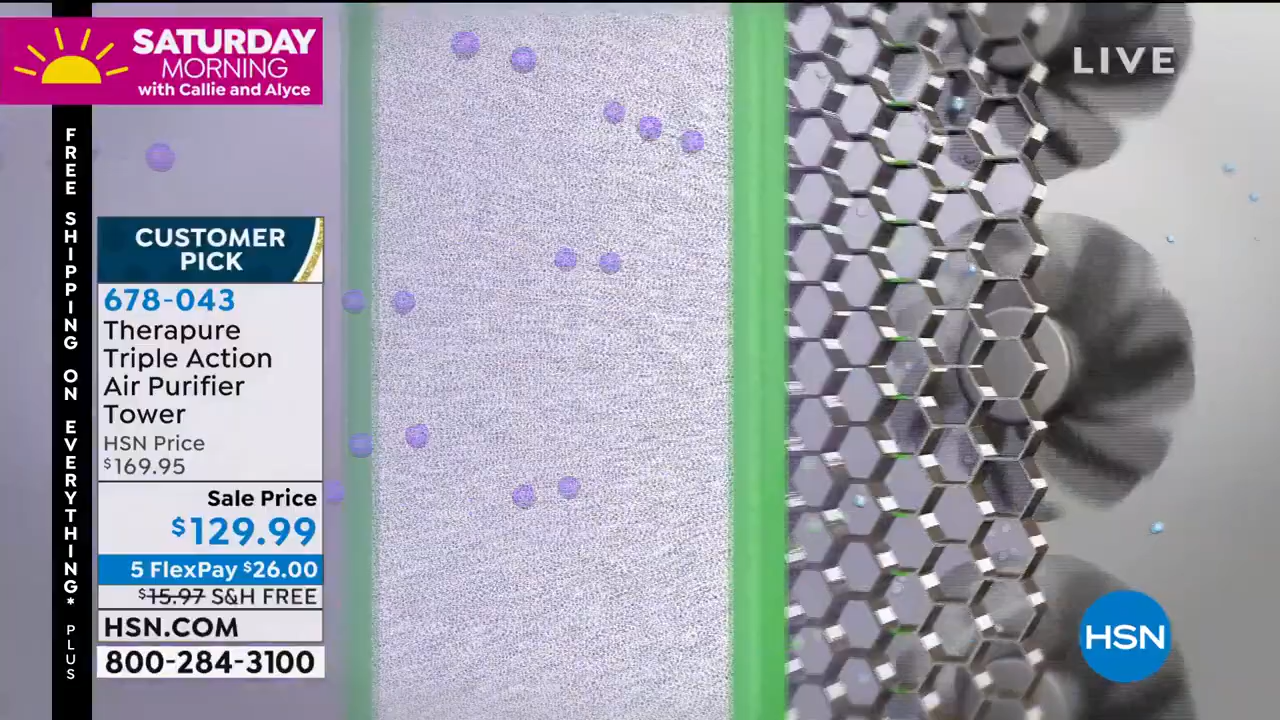 SATURDAY
MORNING
with Callie and Alyce
LIVE
FREE SHIPPING ON EVERYTHING* PLUS
CUSTOMER
PICK
678-043
Therapure
Triple Action
Air Purifier
Tower
HSN Price
$169.95
Sale Price
$129.99
5 FlexPay $26.00
$15.97 S&H FREE
HSN.COM
800-284-3100
HSN